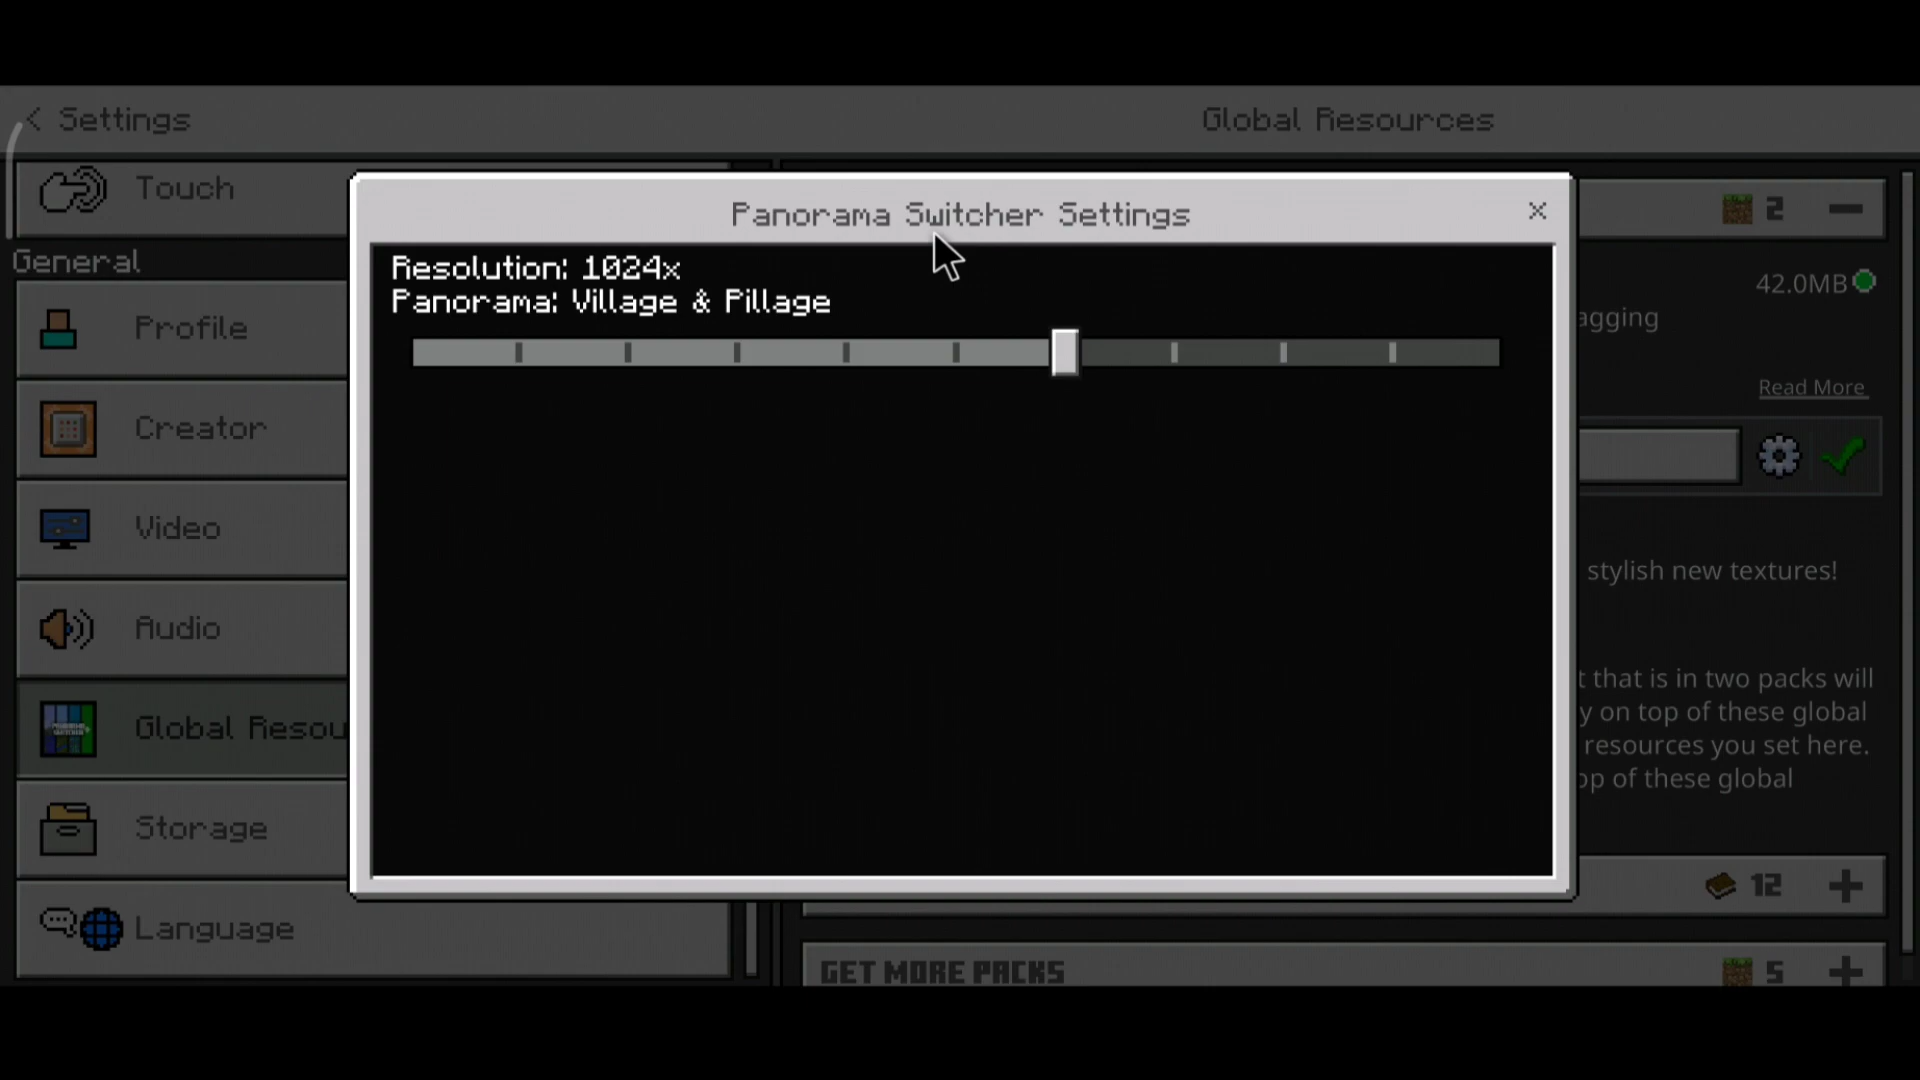 Settings
Global Resources
Touch
2
Panorama Switcher Settings
General
Resolution: 1024x
Panorama: Village & Pillage
42.0MB
agging
Profile
Read More
Creator
Video
stylish new textures!
Audio
t that is in two packs will
y on top of these global
Global Resou
resources you set here.
op of these global
Storage
12
Language
GET MORE PACKS
5